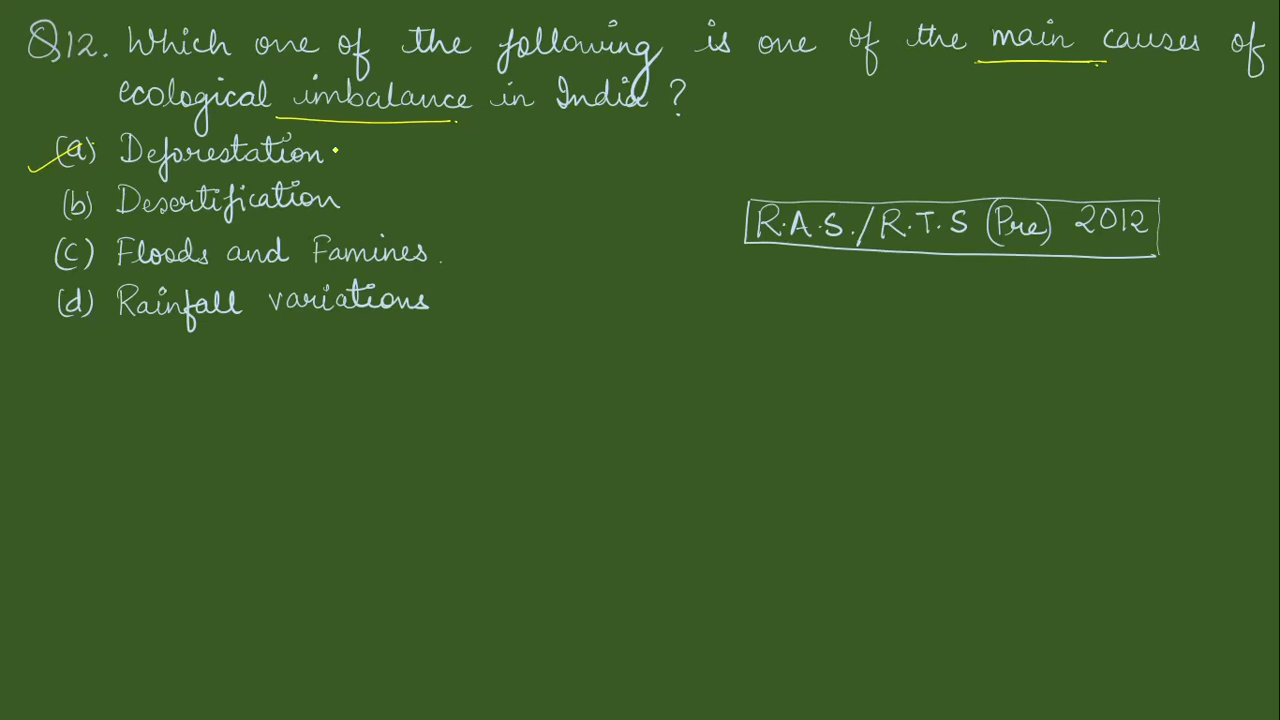 Q12. Which one of the following is one of the main causes of
ecological imbalance in India ?
(a) Deforestation
(b) Desertification
(c) Floods and Famines.
(d) Rainfall variations
R.A.S./R.T.S (Pre) 2012